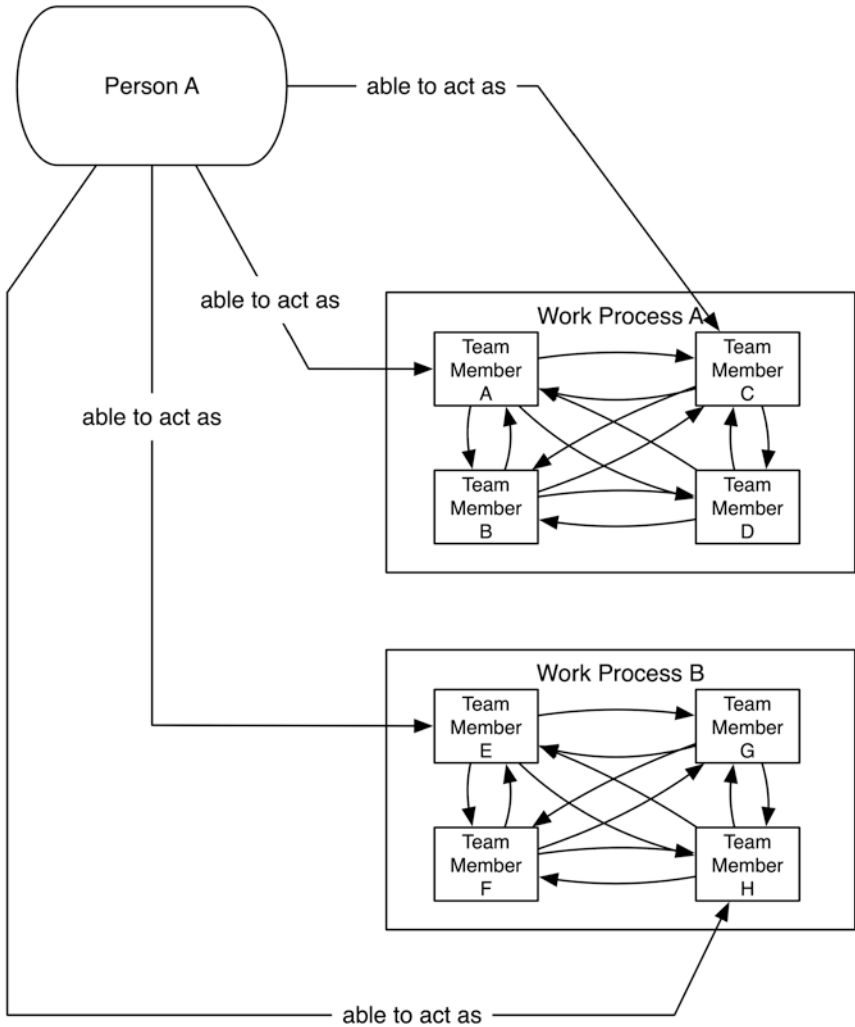 Person A
able to act as
able to act as
able to act as
Work Process A
Team
Member
A
Team
Member
C
Team
Member
B
Team
Member
D
Work Process B
Team
Member
E
Team
Member
G
Team
Member
F
Team
Member
H
able to act as